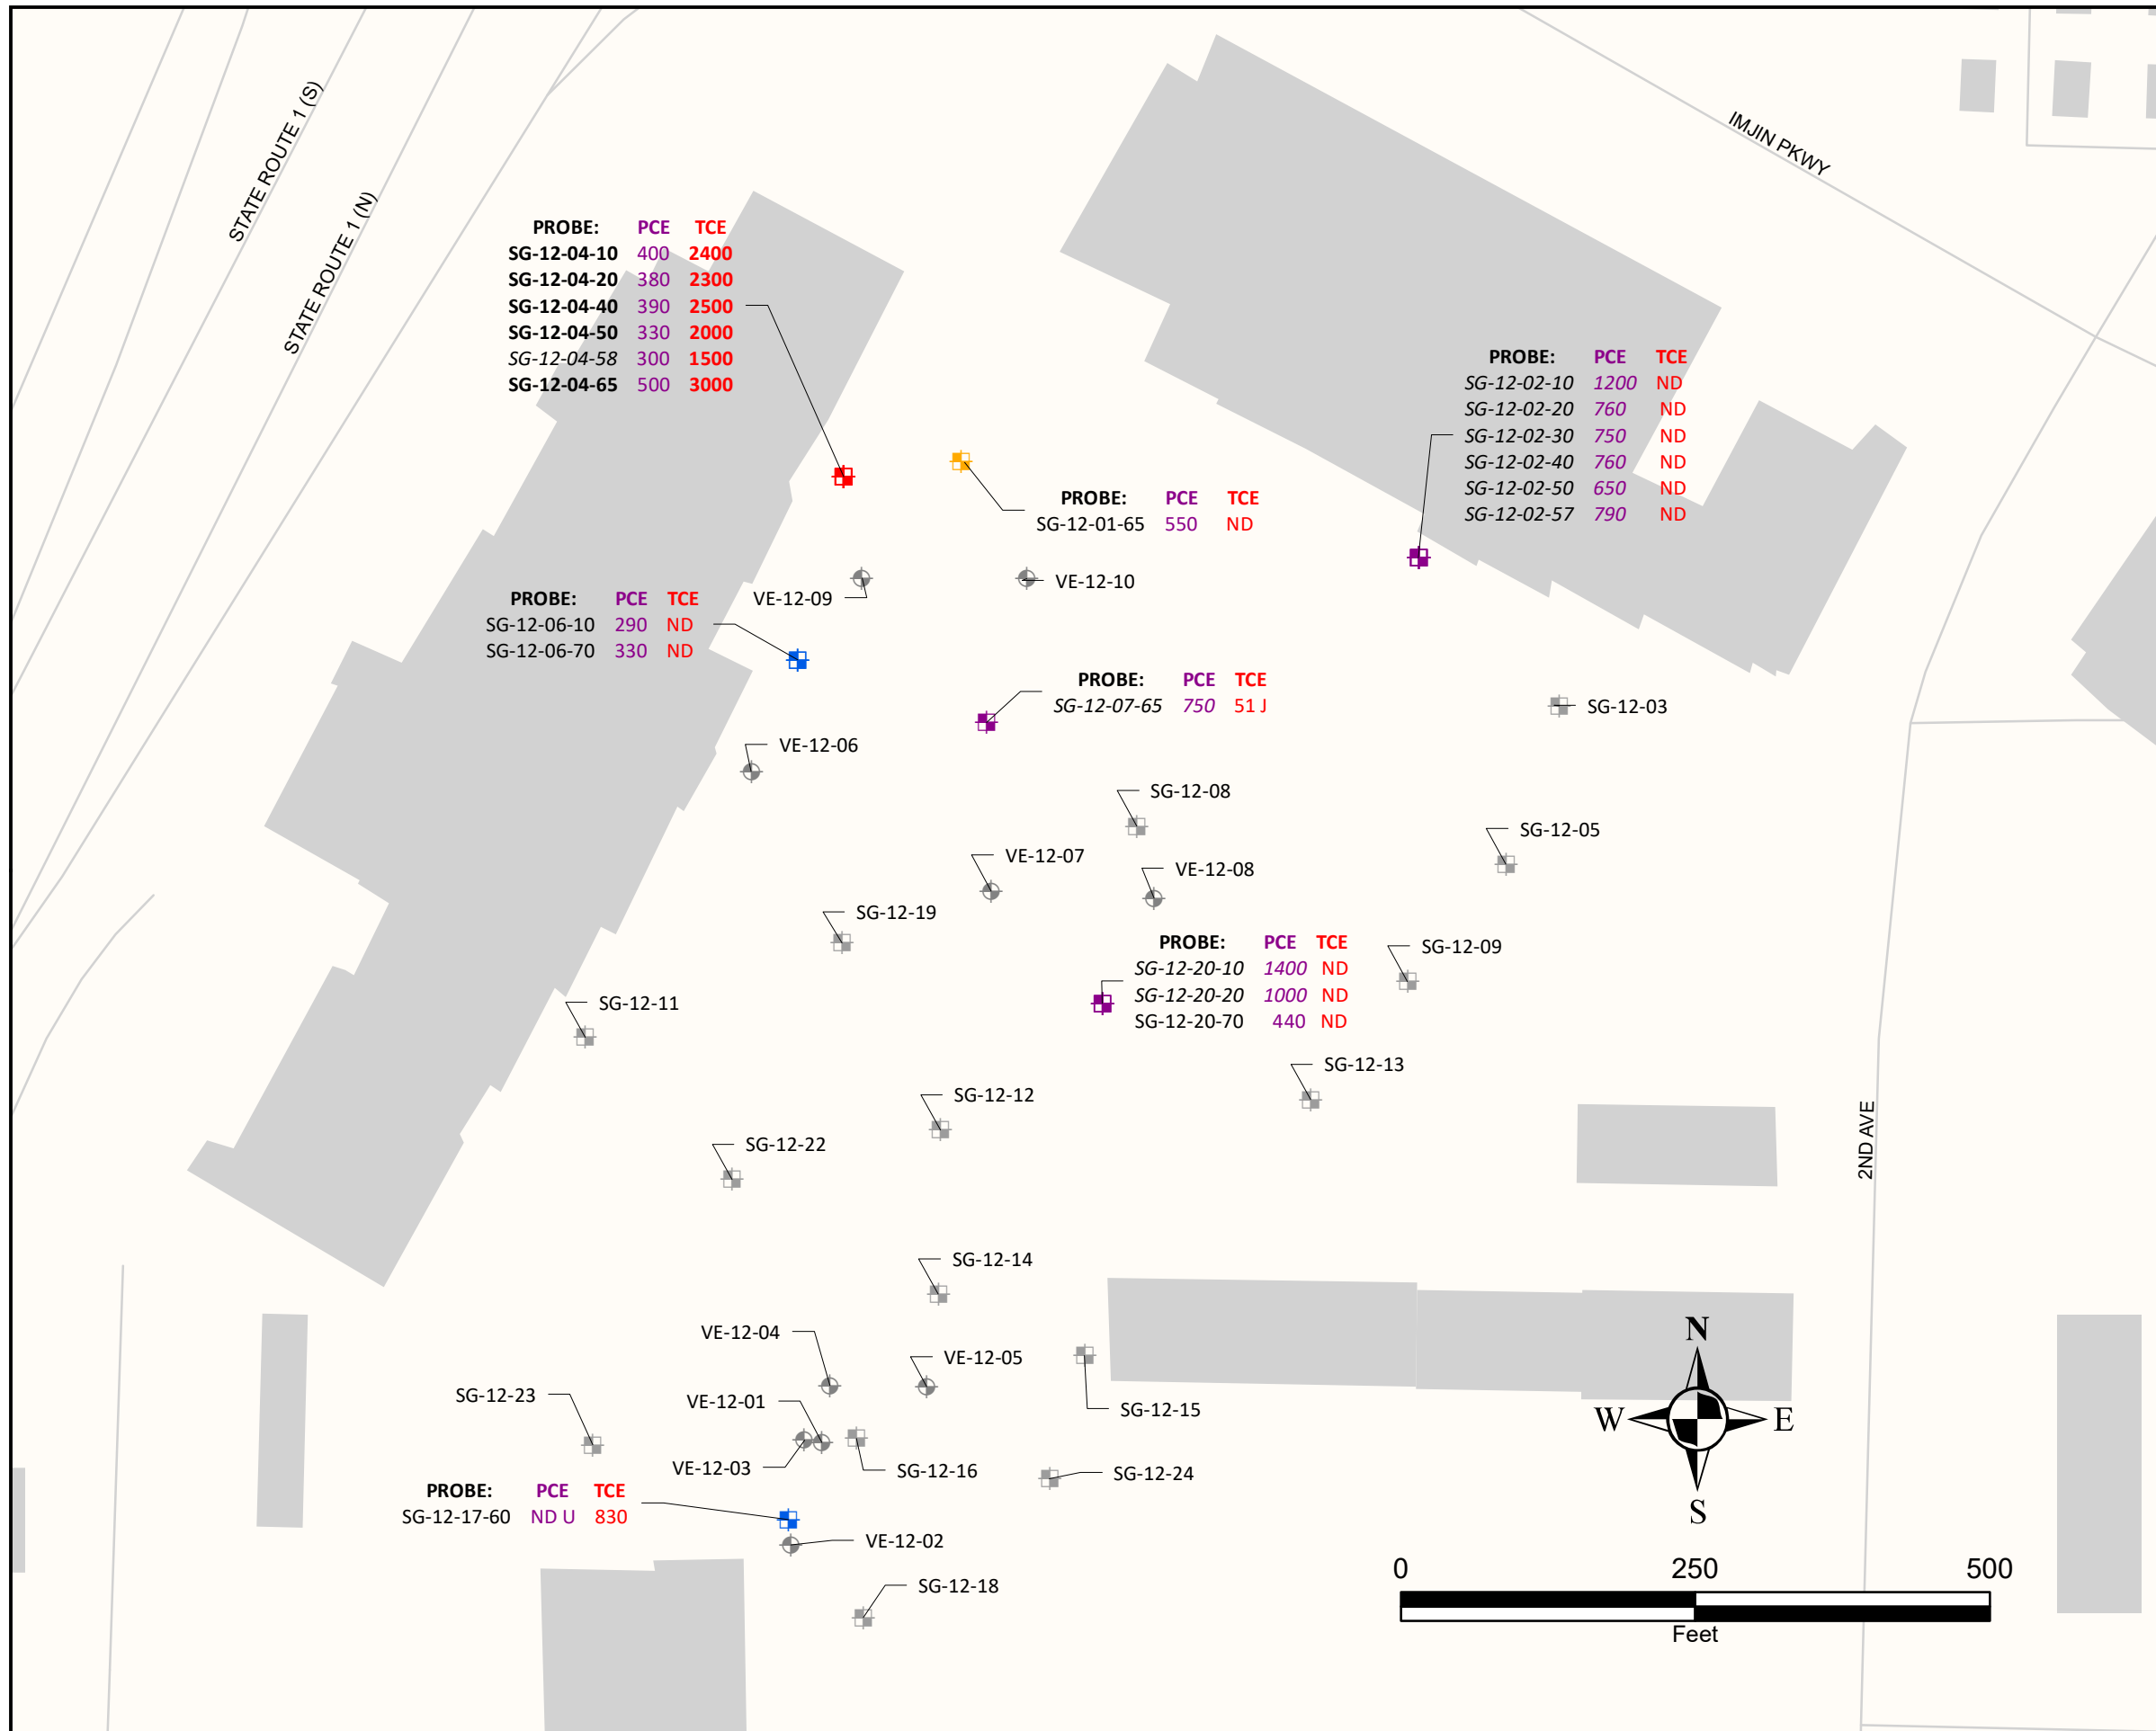 STATE ROUTE 1 (S)
STATE ROUTE 1 (N)
IMJIN PKWY
PROBE: PCE TCE
SG-12-04-10 400 2400
SG-12-04-20 380 2300
SG-12-04-40 390 2500
SG-12-04-50 330 2000
SG-12-04-58 300 1500
SG-12-04-65 500 3000
PROBE: PCE TCE
SG-12-02-10 1200 ND
SG-12-02-20 760 ND
SG-12-02-30 750 ND
SG-12-02-40 760 ND
SG-12-02-50 650 ND
SG-12-02-57 790 ND
PROBE: PCE TCE
SG-12-01-65 550 ND
VE-12-09
VE-12-10
PROBE: PCE TCE
SG-12-06-10 290 ND
SG-12-06-70 330 ND
PROBE: PCE TCE
SG-12-07-65 750 51 J
SG-12-03
VE-12-06
SG-12-08
SG-12-05
VE-12-07
VE-12-08
SG-12-19
PROBE: PCE TCE
SG-12-20-10 1400 ND
SG-12-20-20 1000 ND
SG-12-20-70 440 ND
SG-12-09
SG-12-11
SG-12-13
SG-12-12
SG-12-22
2ND AVE
SG-12-14
VE-12-04
VE-12-05
SG-12-23
VE-12-01
SG-12-15
VE-12-03
SG-12-16
SG-12-24
PROBE: PCE TCE
SG-12-17-60 ND U 830
VE-12-02
SG-12-18
N
W E
S
0 250 500
Feet